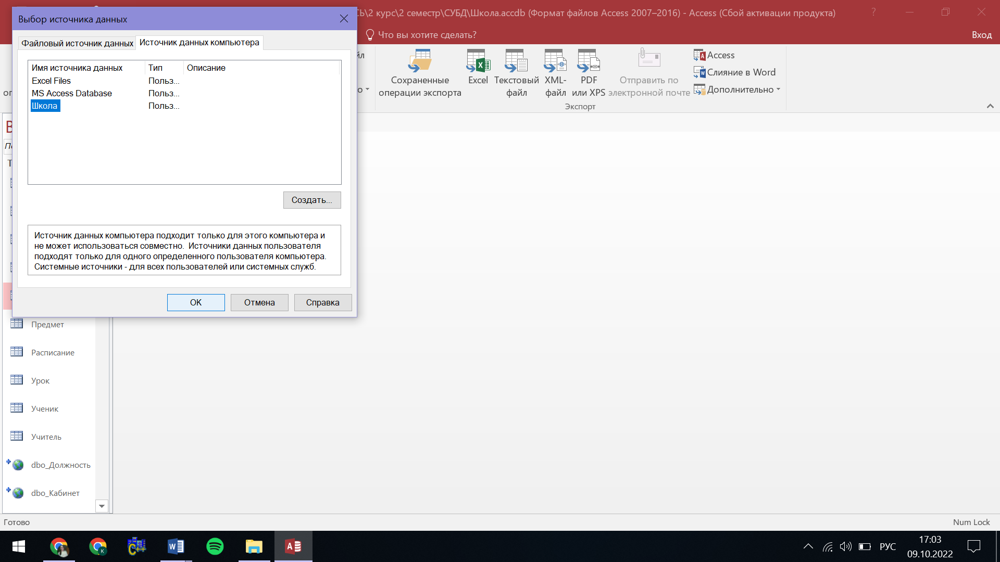 Выбор источника данных
СЬ\2 курс\2 семестр\СУБД\Школа.accdb (Формат файлов Access 2007–2016) - Access (Сбой активации продукта)
?
Что вы хотите сделать?
Вход
Файловый источник данных
Источник данных компьютера
Имя источника данных Тип Описание
Excel Files Польз...
MS Access Database Польз...
Школа Польз...
Создать...
Источник данных компьютера подходит только для этого компьютера и
не может использоваться совместно. Источники данных пользователя
подходят только для одного определенного пользователя компьютера.
Системные источники - для всех пользователей или системных служб.
OK
Отмена
Справка
Сохраненные
операции экспорта
Excel
Текстовый
файл
XML-
файл
PDF
или XPS
Отправить по
электронной почте
Access
Слияние в Word
Дополнительно
Экспорт
Предмет
Расписание
Урок
Ученик
Учитель
dbo_Должность
dbo_Кабинет
Готово
Num Lock
РУС
17:03
09.10.2022